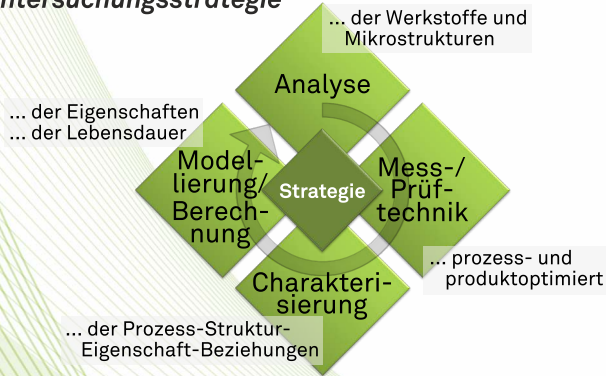 ntersuchungsstrategie
... der Werkstoffe und
Mikrostrukturen
Analyse
... der Eigenschaften
... der Lebensdauer
Model-
lierung/
Berech-
nung
Strategie
Mess-/
Prüf-
technik
... prozess- und
produktoptimiert
Charakteri-
sierung
... der Prozess-Struktur-
Eigenschaft-Beziehungen